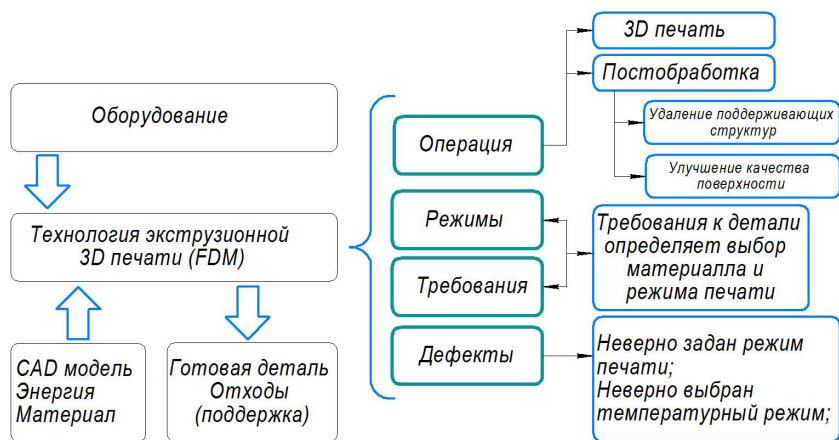 Оборудование
Технология экструзионной
3D печати (FDM)
CAD модель
Энергия
Материал
Готовая деталь
Отходы
(поддержка)
Операция
Режимы
Требования
Дефекты
3D печать
Постобработка
Удаление поддерживающих
структур
Улучшение качества
поверхности
Требования к детали
определяет выбор
материалла и
режима печати
Неверно задан режим
печати;
Неверно выбран
температурный режим;